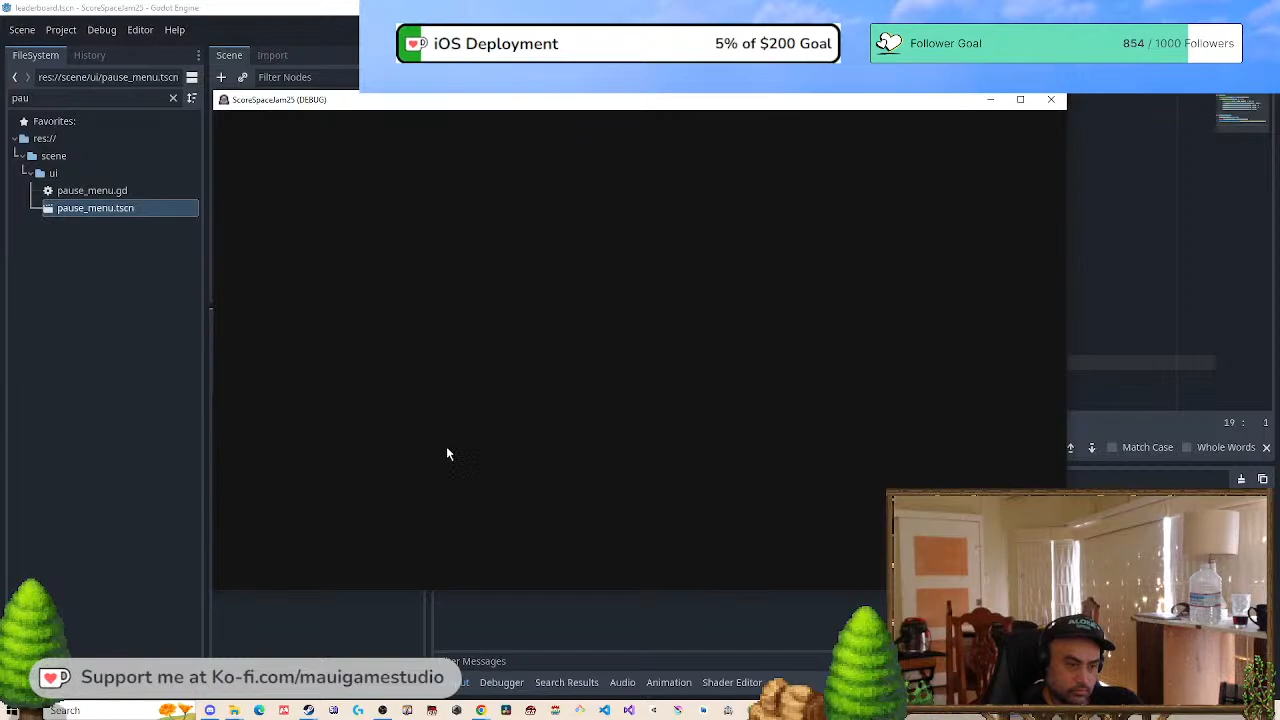 leaderboard.tscn - ScoreSpaceJam25 - Godot Engine
Scene Project Debug Editor Help
iOS Deployment 5% of $200 Goal
Follower Goal 854 / 1000 Followers
FileSystem History
Scene Import
res://scene/ui/pause_menu.tscn
Filter Nodes
pau
ScoreSpaceJam25 (DEBUG)
Favorites:
res://
scene
ui
pause_menu.gd
pause_menu.tscn
19 : 1
Match Case Whole Words
ALOKE
Filter Messages
Debugger Search Results Audio Animation Shader Editor
Support me at Ko-fi.com/mauigamestudio
Search